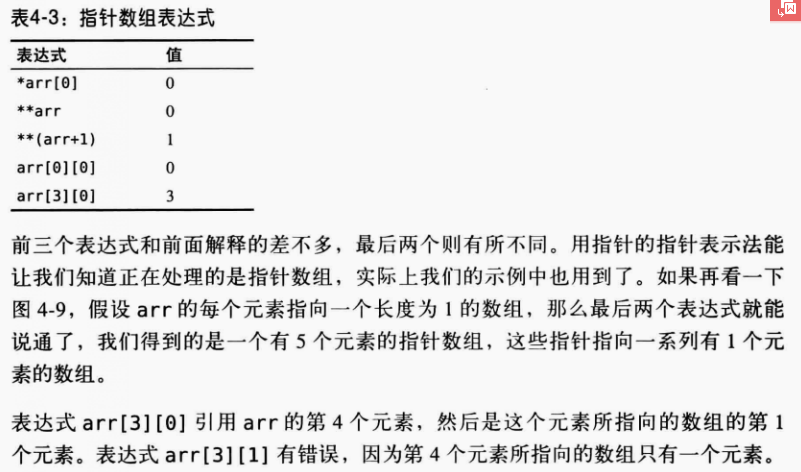 表4-3：指针数组表达式
表达式 值
*arr[0] 0
**arr 0
**(arr+1) 1
arr[0][0] 0
arr[3][0] 3
前三个表达式和前面解释的差不多，最后两个则有所不同。用指针的指针表示法能
让我们知道正在处理的是指针数组，实际上我们的示例中也用到了。如果再看一下
图 4-9，假设 arr 的每个元素指向一个长度为 1 的数组，那么最后两个表达式就能
说通了，我们得到的是一个有 5 个元素的指针数组，这些指针指向一系列有 1 个元
素的数组。
表达式 arr[3][0] 引用 arr 的第 4 个元素，然后是这个元素所指向的数组的第 1
个元素。表达式 arr[3][1] 有错误，因为第 4 个元素所指向的数组只有一个元素。